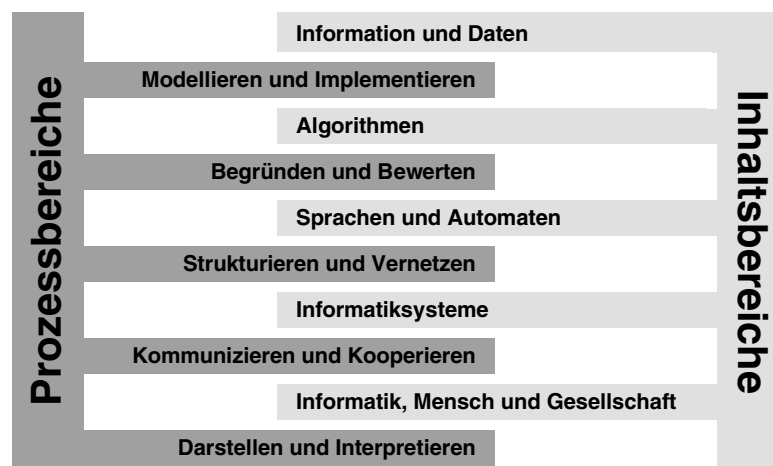 Prozessbereiche
Information und Daten
Modellieren und Implementieren
Algorithmen
Begründen und Bewerten
Sprachen und Automaten
Strukturieren und Vernetzen
Informatiksysteme
Kommunizieren und Kooperieren
Informatik, Mensch und Gesellschaft
Darstellen und Interpretieren
Inhaltsbereiche